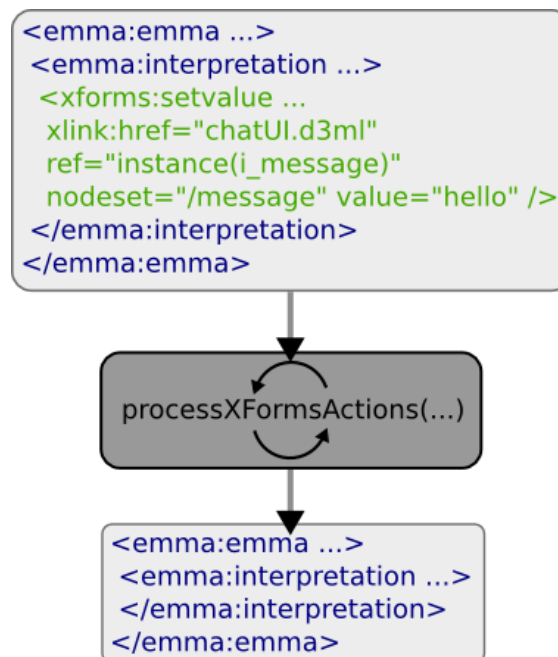 <emma:emma ...>
<emma:interpretation ...>
<xforms:setvalue ...
xlink:href="chatUI.d3ml"
ref="instance(i_message)"
nodeset="/message" value="hello" />
</emma:interpretation>
</emma:emma>
processXFormsActions(...)
<emma:emma ...>
<emma:interpretation ...>
</emma:interpretation>
</emma:emma>